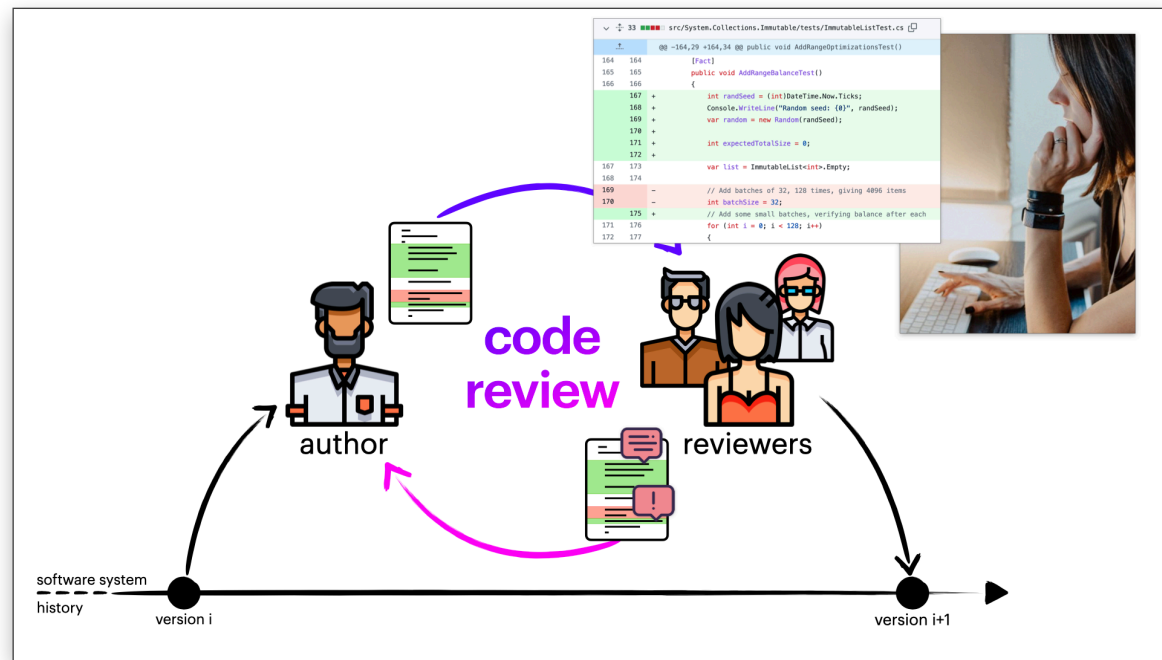 33 src/System.Collections.Immutable/tests/ImmutableListTest.cs
@@ -164,29 +164,34 @@ public void AddRangeOptimizationsTest()
164 164 [Fact]
165 165 public void AddRangeBalanceTest()
166 166 {
167 + int randSeed = (int)DateTime.Now.Ticks;
168 + Console.WriteLine("Random seed: {0}", randSeed);
169 + var random = new Random(randSeed);
170 +
171 + int expectedTotalSize = 0;
172 +
167 173 var list = ImmutableList<int>.Empty;
168 174
169 - // Add batches of 32, 128 times, giving 4096 items
170 - int batchSize = 32;
175 + // Add some small batches, verifying balance after each
171 176 for (int i = 0; i < 128; i++)
172 177 {
code
review
author
reviewers
software system
history
version i
version i+1